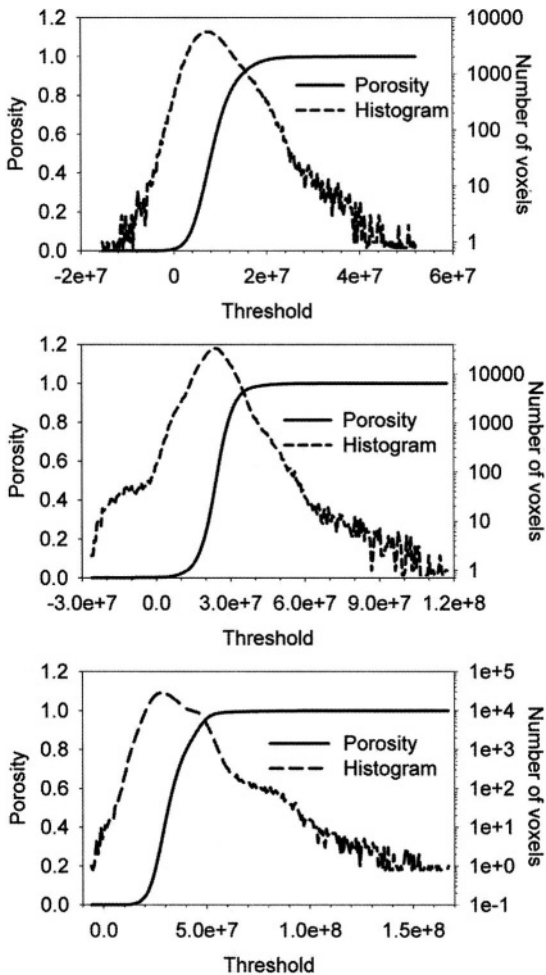 1.2
1.0
0.8
0.6
0.4
0.2
0.0
Porosity
10000
1000
100
10
1
Number of voxels
Porosity
Histogram
-2e+7
0
2e+7
4e+7
6e+7
Threshold
1.2
1.0
0.8
0.6
0.4
0.2
0.0
Porosity
10000
1000
100
10
1
Number of voxels
Porosity
Histogram
-3.0e+7
0.0
3.0e+7
6.0e+7
9.0e+7
1.2e+8
Threshold
1.2
1.0
0.8
0.6
0.4
0.2
0.0
Porosity
1e+5
1e+4
1e+3
1e+2
1e+1
1e+0
1e-1
Number of voxels
Porosity
Histogram
0.0
5.0e+7
1.0e+8
1.5e+8
Threshold